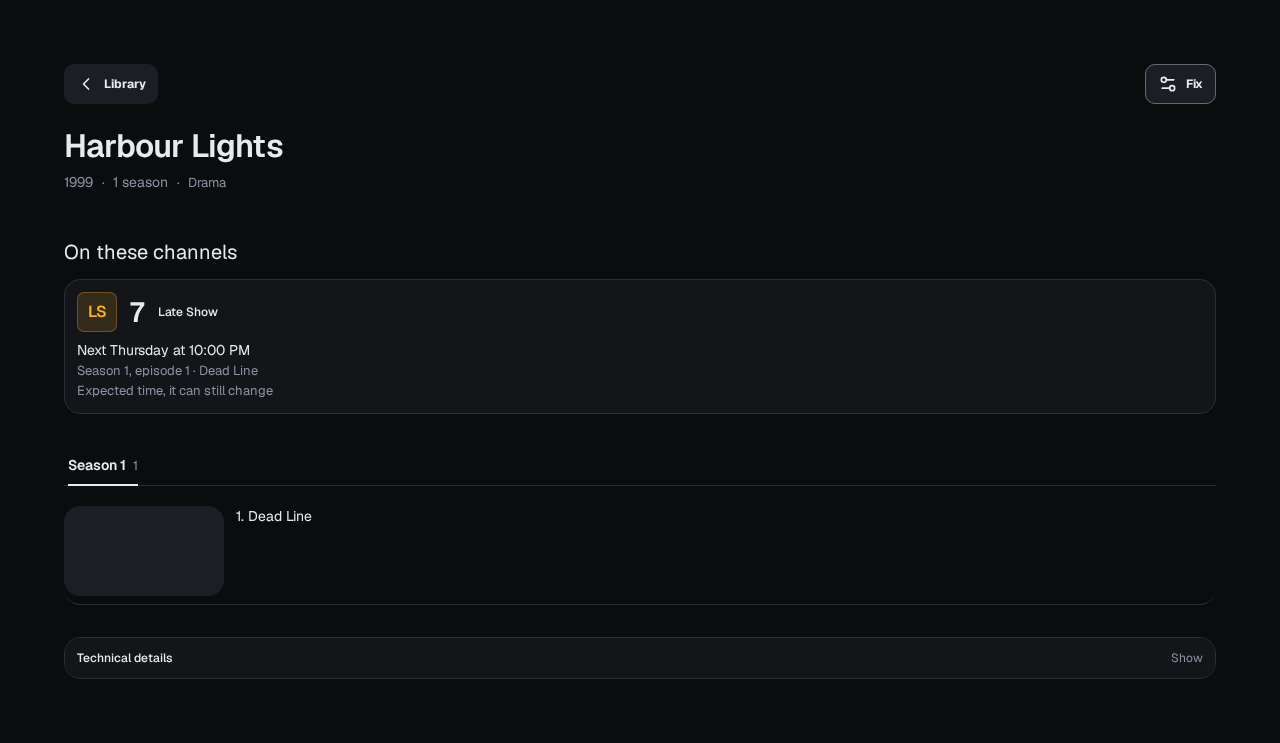 Library
Fix
Harbour Lights
1999 · 1 season · Drama
On these channels
LS 7 Late Show
Next Thursday at 10:00 PM
Season 1, episode 1 · Dead Line
Expected time, it can still change
Season 1 1
1. Dead Line
Technical details
Show